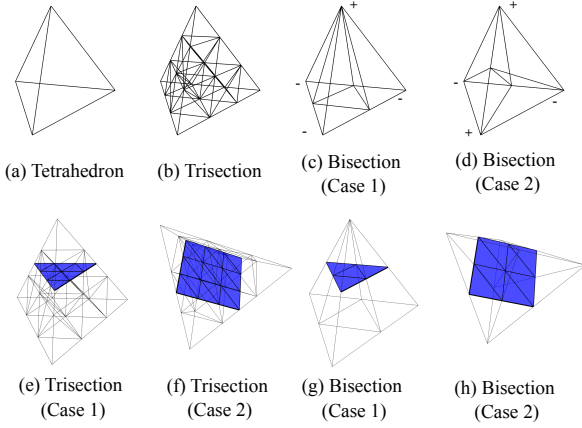 + +
- - - -
- +
(a) Tetrahedron (b) Trisection (c) Bisection (d) Bisection
(Case 1) (Case 2)
(e) Trisection (f) Trisection (g) Bisection (h) Bisection
(Case 1) (Case 2) (Case 1) (Case 2)